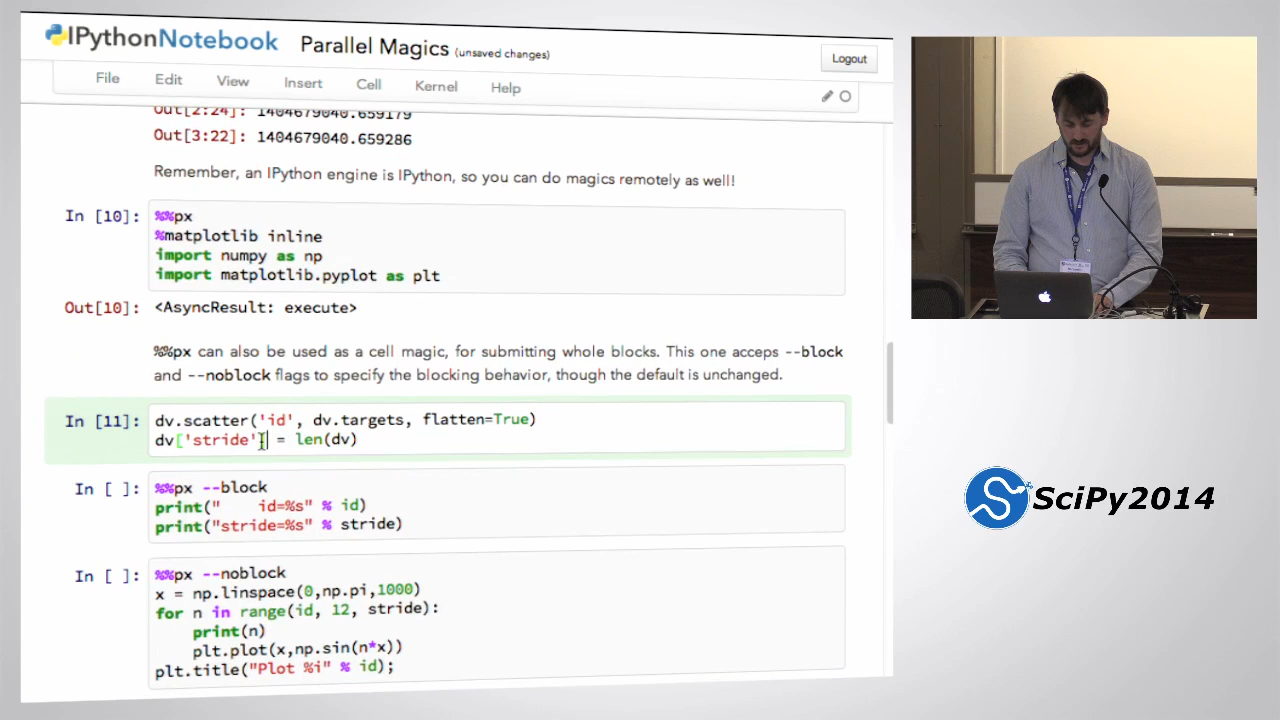 IPythonNotebook Parallel Magics (unsaved changes)
Logout
File Edit View Insert Cell Kernel Help
Out[2:24]: 1404679040.659179
Out[3:22]: 1404679040.659286
Remember, an IPython engine is IPython, so you can do magics remotely as well!
In [10]: %%px
%matplotlib inline
import numpy as np
import matplotlib.pyplot as plt
Out[10]: <AsyncResult: execute>
%%px can also be used as a cell magic, for submitting whole blocks. This one acceps --block
and --noblock flags to specify the blocking behavior, though the default is unchanged.
In [11]: dv.scatter('id', dv.targets, flatten=True)
dv['stride'] = len(dv)
In [ ]: %%px --block
print("    id=%s" % id)
print("stride=%s" % stride)
In [ ]: %%px --noblock
x = np.linspace(0,np.pi,1000)
for n in range(id, 12, stride):
    print(n)
    plt.plot(x,np.sin(n*x))
plt.title("Plot %i" % id);
SciPy2014